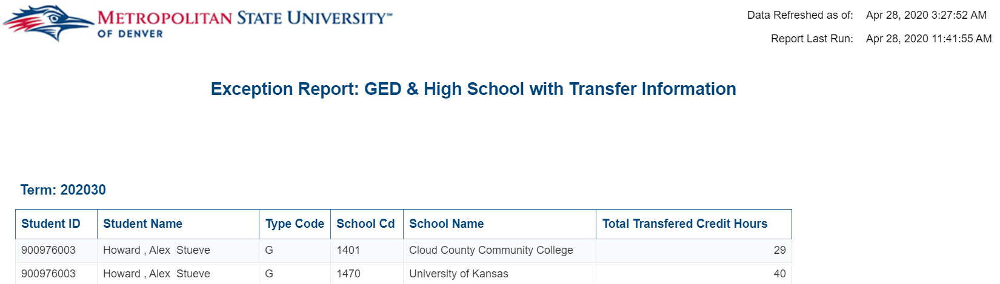 METROPOLITAN STATE UNIVERSITY℠
OF DENVER
Data Refreshed as of: Apr 28, 2020 3:27:52 AM
Report Last Run: Apr 28, 2020 11:41:55 AM
Exception Report: GED & High School with Transfer Information
Term: 202030
Student ID Student Name Type Code School Cd School Name Total Transfered Credit Hours
900976003 Howard , Alex  Stueve G 1401 Cloud County Community College 29
900976003 Howard , Alex  Stueve G 1470 University of Kansas 40